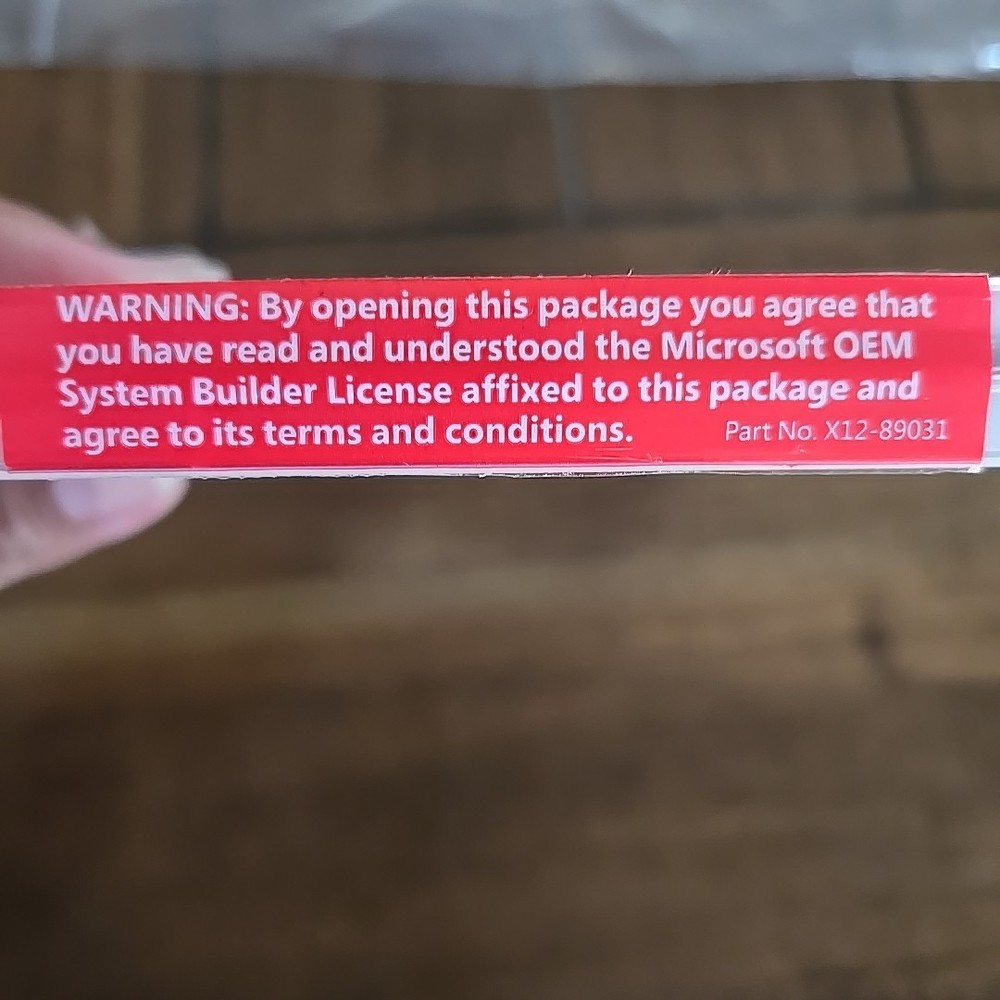 WARNING: By opening this package you agree that
you have read and understood the Microsoft OEM
System Builder License affixed to this package and
agree to its terms and conditions. Part No. X12-89031